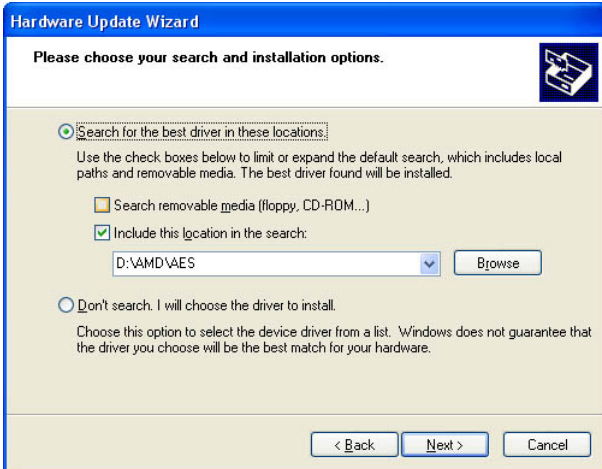 Hardware Update Wizard
Please choose your search and installation options.
Search for the best driver in these locations.
Use the check boxes below to limit or expand the default search, which includes local
paths and removable media. The best driver found will be installed.
Search removable media (floppy, CD-ROM...)
Include this location in the search:
D:\AMD\AES
Browse
Don't search. I will choose the driver to install.
Choose this option to select the device driver from a list. Windows does not guarantee that
the driver you choose will be the best match for your hardware.
< Back
Next >
Cancel